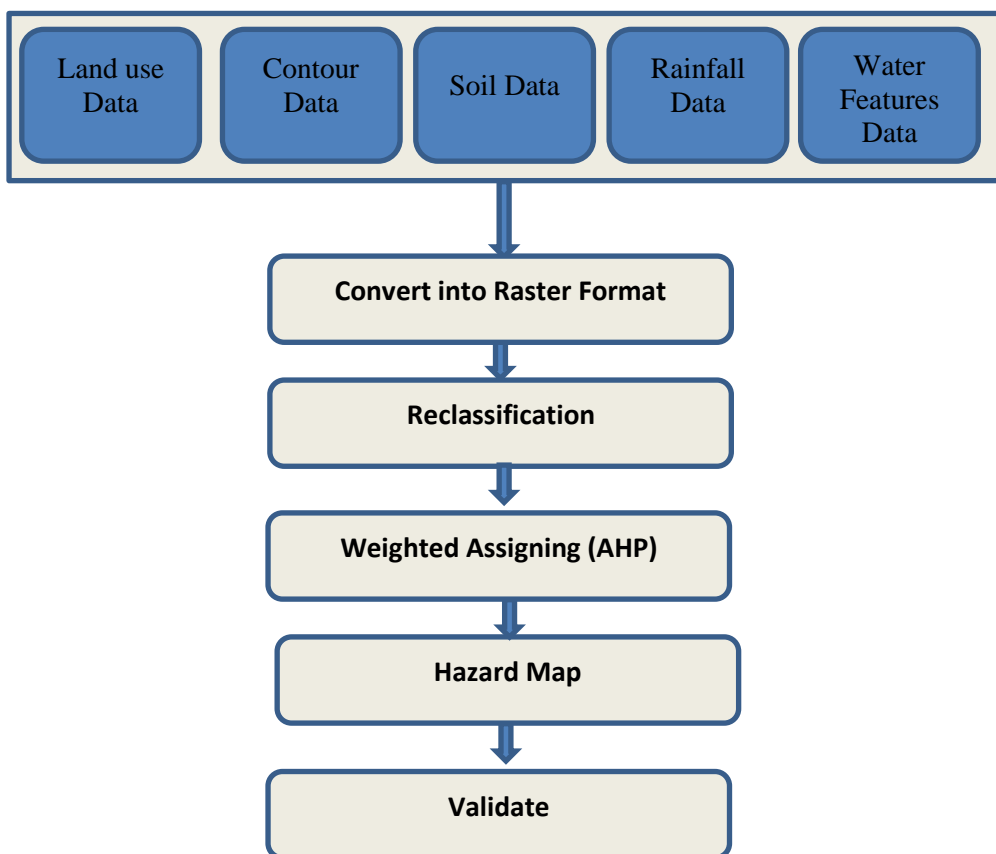 Land use
Data
Contour
Data
Soil Data
Rainfall
Data
Water
Features
Data
Convert into Raster Format
Reclassification
Weighted Assigning (AHP)
Hazard Map
Validate